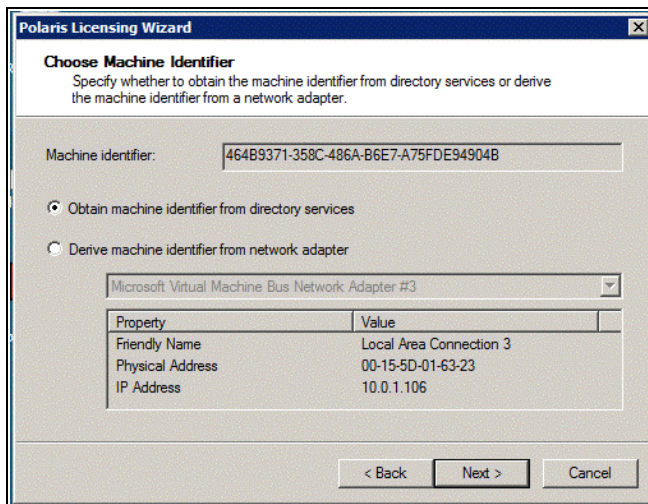 Polaris Licensing Wizard
Choose Machine Identifier
Specify whether to obtain the machine identifier from directory services or derive
the machine identifier from a network adapter.
Machine identifier: 464B9371-358C-486A-B6E7-A75FDE94904B
Obtain machine identifier from directory services
Derive machine identifier from network adapter
Microsoft Virtual Machine Bus Network Adapter #3
Property Value
Friendly Name Local Area Connection 3
Physical Address 00-15-5D-01-63-23
IP Address 10.0.1.106
< Back Next > Cancel